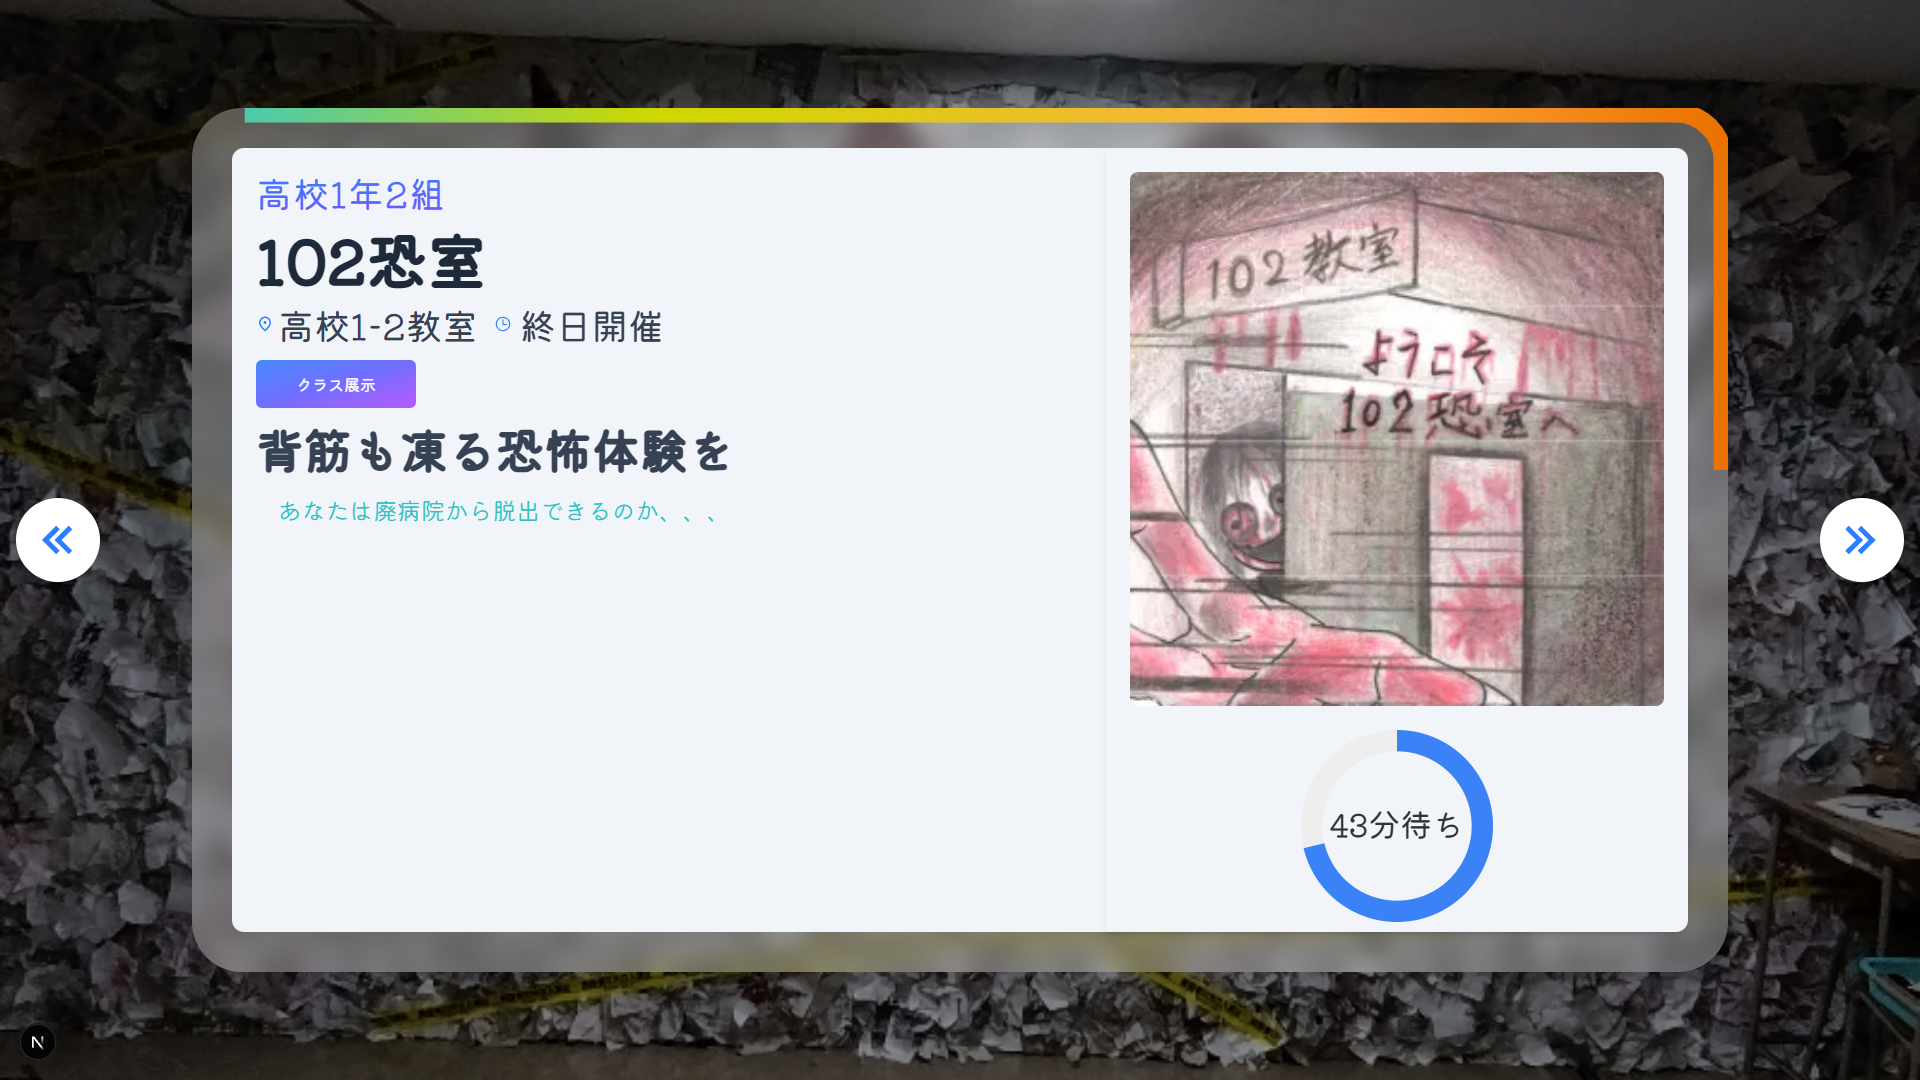 高校1年2組
102恐室
高校1-2教室 終日開催
クラス展示
背筋も凍る恐怖体験を
あなたは廃病院から脱出できるのか、、、
102教室
ようこそ
102恐室へ
43分待ち
N